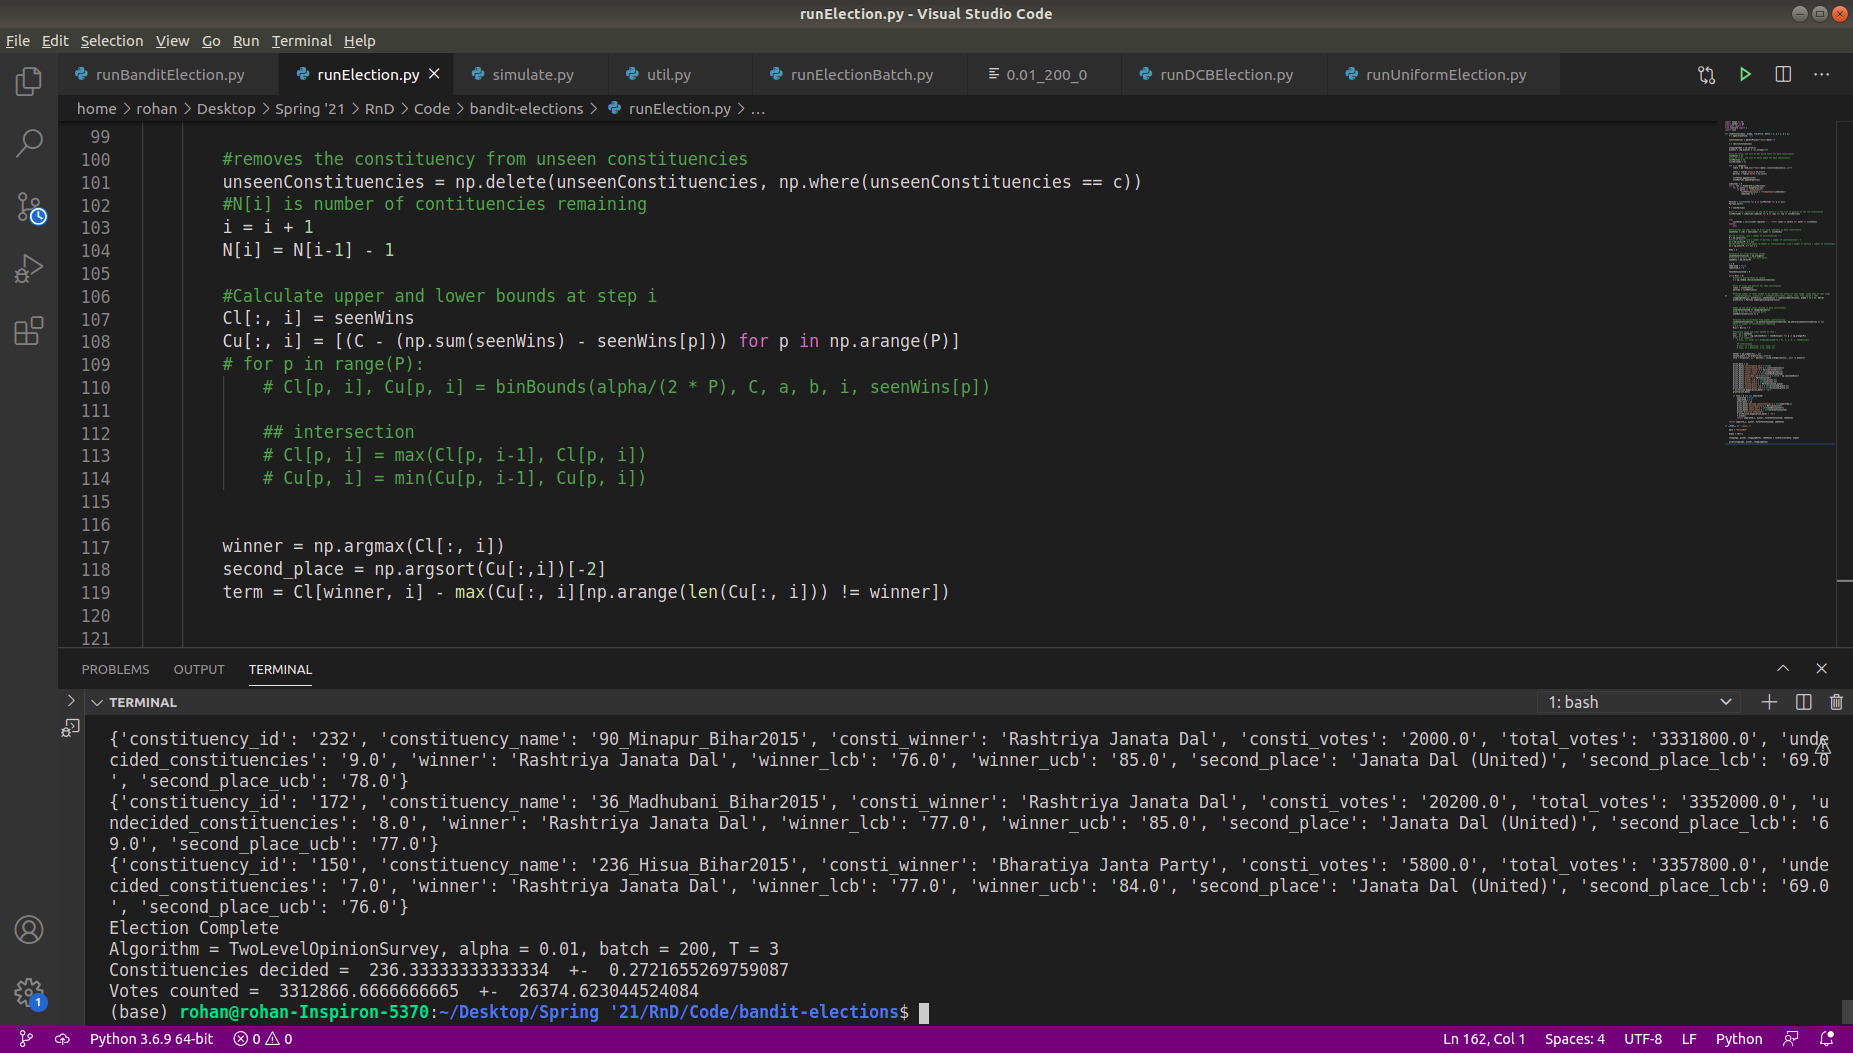 runElection.py - Visual Studio Code
File Edit Selection View Go Run Terminal Help
runBanditElection.py runElection.py simulate.py util.py runElectionBatch.py 0.01_200_0 runDCBElection.py runUniformElection.py
home > rohan > Desktop > Spring '21 > RnD > Code > bandit-elections > runElection.py > ...
99
100 #removes the constituency from unseen constituencies
101 unseenConstituencies = np.delete(unseenConstituencies, np.where(unseenConstituencies == c))
102 #N[i] is number of contituencies remaining
103 i = i + 1
104 N[i] = N[i-1] - 1
105
106 #Calculate upper and lower bounds at step i
107 Cl[:, i] = seenWins
108 Cu[:, i] = [(C - (np.sum(seenWins) - seenWins[p])) for p in np.arange(P)]
109 # for p in range(P):
110 # Cl[p, i], Cu[p, i] = binBounds(alpha/(2 * P), C, a, b, i, seenWins[p])
111
112 ## intersection
113 # Cl[p, i] = max(Cl[p, i-1], Cl[p, i])
114 # Cu[p, i] = min(Cu[p, i-1], Cu[p, i])
115
116
117 winner = np.argmax(Cl[:, i])
118 second_place = np.argsort(Cu[:,i])[-2]
119 term = Cl[winner, i] - max(Cu[:, i][np.arange(len(Cu[:, i])) != winner])
120
121
PROBLEMS OUTPUT TERMINAL
TERMINAL 1: bash
{'constituency_id': '232', 'constituency_name': '90_Minapur_Bihar2015', 'consti_winner': 'Rashtriya Janata Dal', 'consti_votes': '2000.0', 'total_votes': '3331800.0', 'unde
cided_constituencies': '9.0', 'winner': 'Rashtriya Janata Dal', 'winner_lcb': '76.0', 'winner_ucb': '85.0', 'second_place': 'Janata Dal (United)', 'second_place_lcb': '69.0
', 'second_place_ucb': '78.0'}
{'constituency_id': '172', 'constituency_name': '36_Madhubani_Bihar2015', 'consti_winner': 'Rashtriya Janata Dal', 'consti_votes': '20200.0', 'total_votes': '3352000.0', 'u
ndecided_constituencies': '8.0', 'winner': 'Rashtriya Janata Dal', 'winner_lcb': '77.0', 'winner_ucb': '85.0', 'second_place': 'Janata Dal (United)', 'second_place_lcb': '6
9.0', 'second_place_ucb': '77.0'}
{'constituency_id': '150', 'constituency_name': '236_Hisua_Bihar2015', 'consti_winner': 'Bharatiya Janta Party', 'consti_votes': '5800.0', 'total_votes': '3357800.0', 'unde
cided_constituencies': '7.0', 'winner': 'Rashtriya Janata Dal', 'winner_lcb': '77.0', 'winner_ucb': '84.0', 'second_place': 'Janata Dal (United)', 'second_place_lcb': '69.0
', 'second_place_ucb': '76.0'}
Election Complete
Algorithm = TwoLevelOpinionSurvey, alpha = 0.01, batch = 200, T = 3
Constituencies decided =  236.33333333333334  +-  0.2721655269759087
Votes counted =  3312866.6666666665  +-  26374.623044524084
(base) rohan@rohan-Inspiron-5370:~/Desktop/Spring '21/RnD/Code/bandit-elections$
1
Python 3.6.9 64-bit 0 0 Ln 162, Col 1 Spaces: 4 UTF-8 LF Python